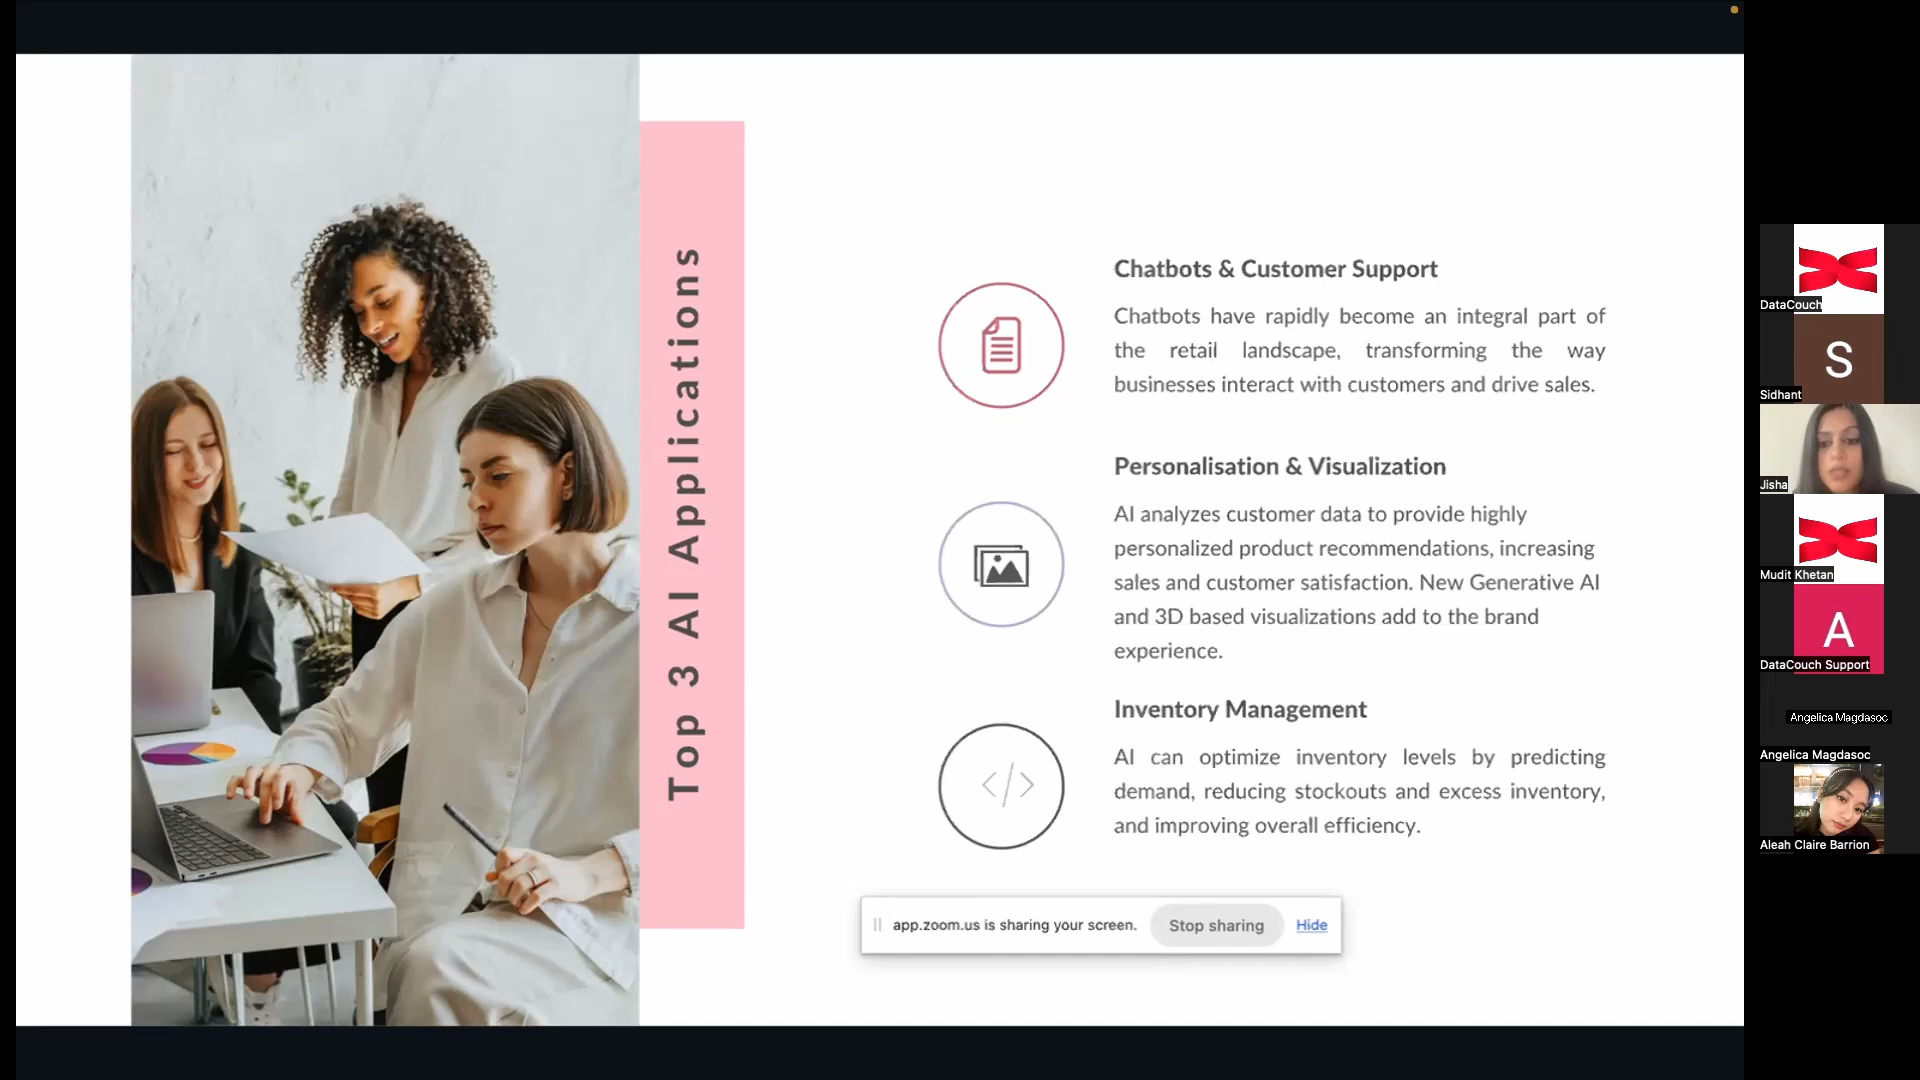 Top 3 AI Applications
Chatbots & Customer Support
Chatbots have rapidly become an integral part of
the retail landscape, transforming the way
businesses interact with customers and drive sales.
Personalisation & Visualization
AI analyzes customer data to provide highly
personalized product recommendations, increasing
sales and customer satisfaction. New Generative AI
and 3D based visualizations add to the brand
experience.
Inventory Management
AI can optimize inventory levels by predicting
demand, reducing stockouts and excess inventory,
and improving overall efficiency.
app.zoom.us is sharing your screen.
Stop sharing
Hide
DataCouch
S
Sidhant
Jisha
Mudit Khetan
A
DataCouch Support
Angelica Magdasoc
Angelica Magdasoc
Aleah Claire Barrion